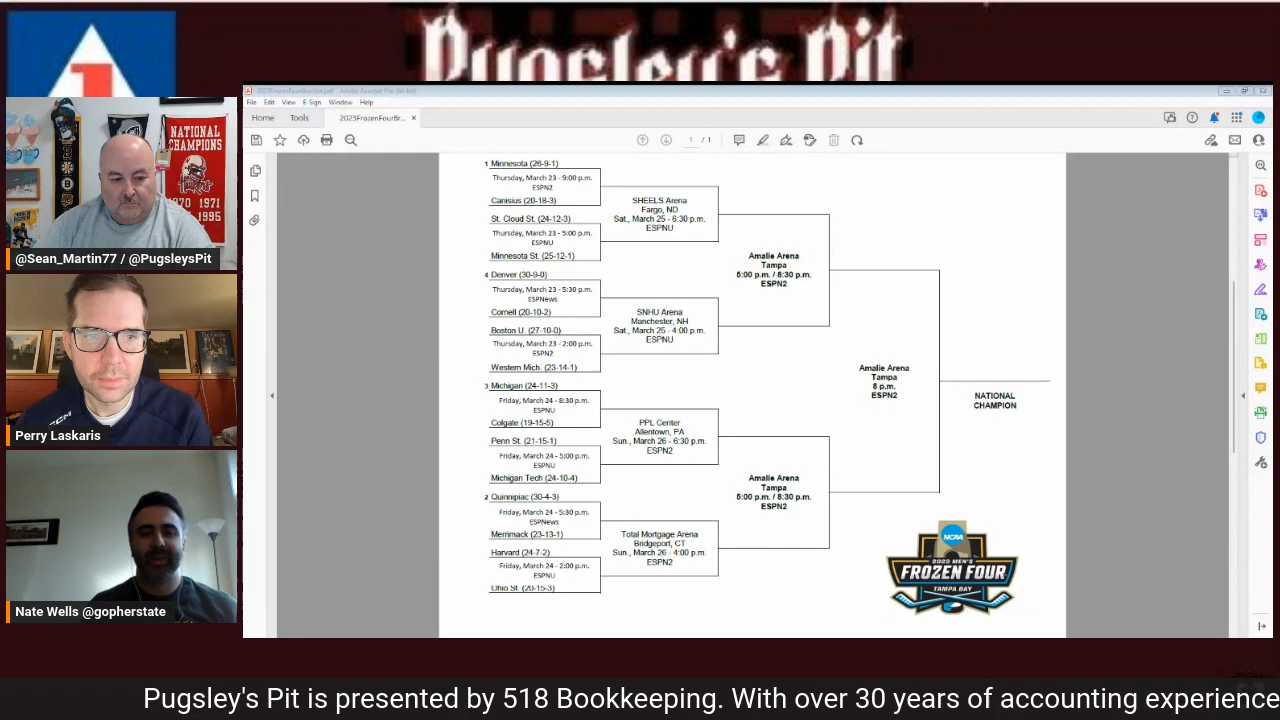 Pugsley's Pit
1
NATIONAL
CHAMPIONS
1970 1971
1995
@Sean_Martin77 / @PugsleysPit
Perry Laskaris
Nate Wells @gopherstate
File Edit View E-Sign Window Help
Home Tools 2023FrozenFourBr... ×
1 / 1
1 Minnesota (26-9-1)
Thursday, March 23 - 9:00 p.m.
ESPN2
Canisius (20-18-3)
St. Cloud St. (24-12-3)
Thursday, March 23 - 5:00 p.m.
ESPNU
Minnesota St. (25-12-1)
SHEELS Arena
Fargo, ND
Sat., March 25 - 6:30 p.m.
ESPNU
4 Denver (30-9-0)
Thursday, March 23 - 5:30 p.m.
ESPNews
Cornell (20-10-2)
Boston U. (27-10-0)
Thursday, March 23 - 2:00 p.m.
ESPN2
Western Mich. (23-14-1)
SNHU Arena
Manchester, NH
Sat., March 25 - 4:00 p.m.
ESPNU
Amalie Arena
Tampa
5:00 p.m. / 8:30 p.m.
ESPN2
3 Michigan (24-11-3)
Friday, March 24 - 8:30 p.m.
ESPNU
Colgate (19-15-5)
Penn St. (21-15-1)
Friday, March 24 - 5:00 p.m.
ESPNU
Michigan Tech (24-10-4)
PPL Center
Allentown, PA
Sun., March 26 - 6:30 p.m.
ESPN2
2 Quinnipiac (30-4-3)
Friday, March 24 - 5:30 p.m.
ESPNews
Merrimack (23-13-1)
Harvard (24-7-2)
Friday, March 24 - 2:00 p.m.
ESPNU
Ohio St. (20-15-3)
Total Mortgage Arena
Bridgeport, CT
Sun., March 26 - 4:00 p.m.
ESPN2
Amalie Arena
Tampa
5:00 p.m. / 8:30 p.m.
ESPN2
Amalie Arena
Tampa
8 p.m.
ESPN2
NATIONAL
CHAMPION
NCAA
2023 MEN'S
FROZEN FOUR
TAMPA BAY
Pugsley's Pit is presented by 518 Bookkeeping. With over 30 years of accounting experience